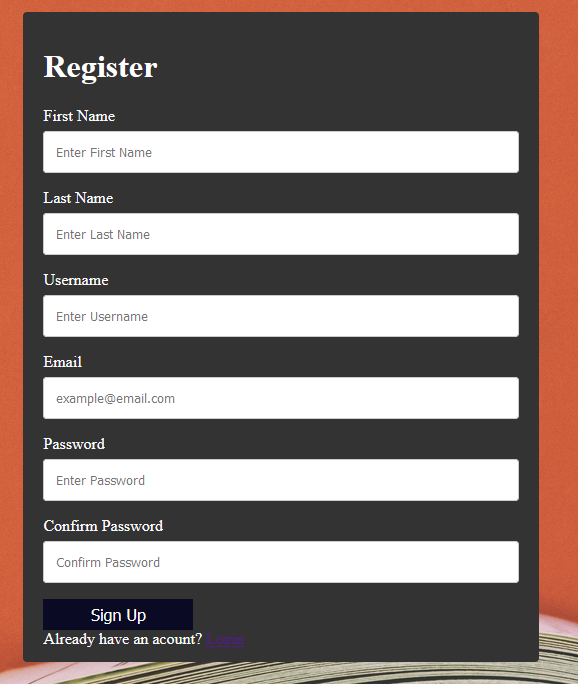 Register
First Name
Enter First Name
Last Name
Enter Last Name
Username
Enter Username
Email
example@email.com
Password
Enter Password
Confirm Password
Confirm Password
Sign Up
Already have an acount?